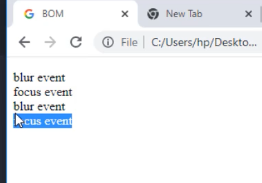 BOM
New Tab
File
C:/Users/hp/Deskto...
blur event
focus event
blur event
focus event